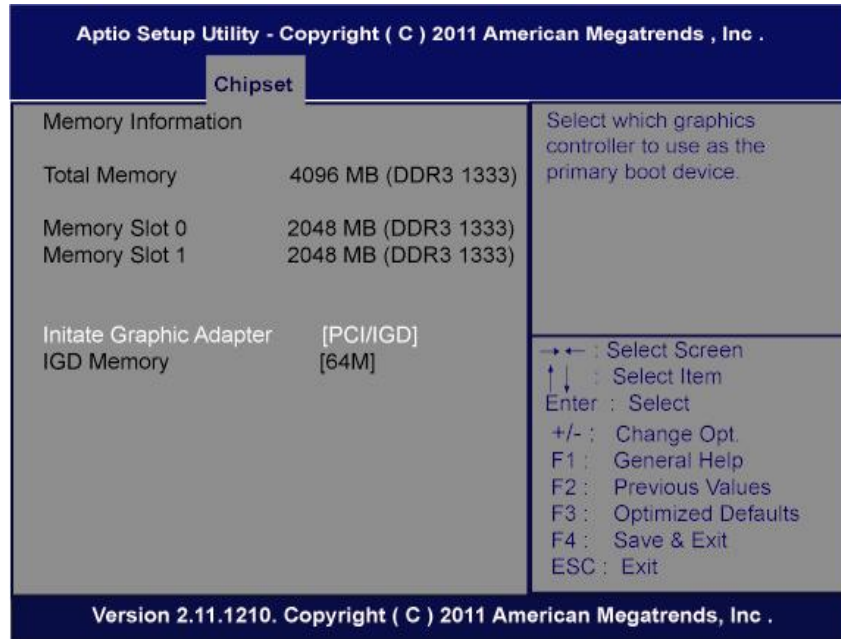 Aptio Setup Utility - Copyright ( C ) 2011 American Megatrends , Inc .
Chipset
Memory Information
Total Memory 4096 MB (DDR3 1333)
Memory Slot 0 2048 MB (DDR3 1333)
Memory Slot 1 2048 MB (DDR3 1333)
Initate Graphic Adapter [PCI/IGD]
IGD Memory [64M]
Select which graphics
controller to use as the
primary boot device.
→← : Select Screen
↑↓ : Select Item
Enter : Select
+/- : Change Opt.
F1 : General Help
F2 : Previous Values
F3 : Optimized Defaults
F4 : Save & Exit
ESC : Exit
Version 2.11.1210. Copyright ( C ) 2011 American Megatrends, Inc .